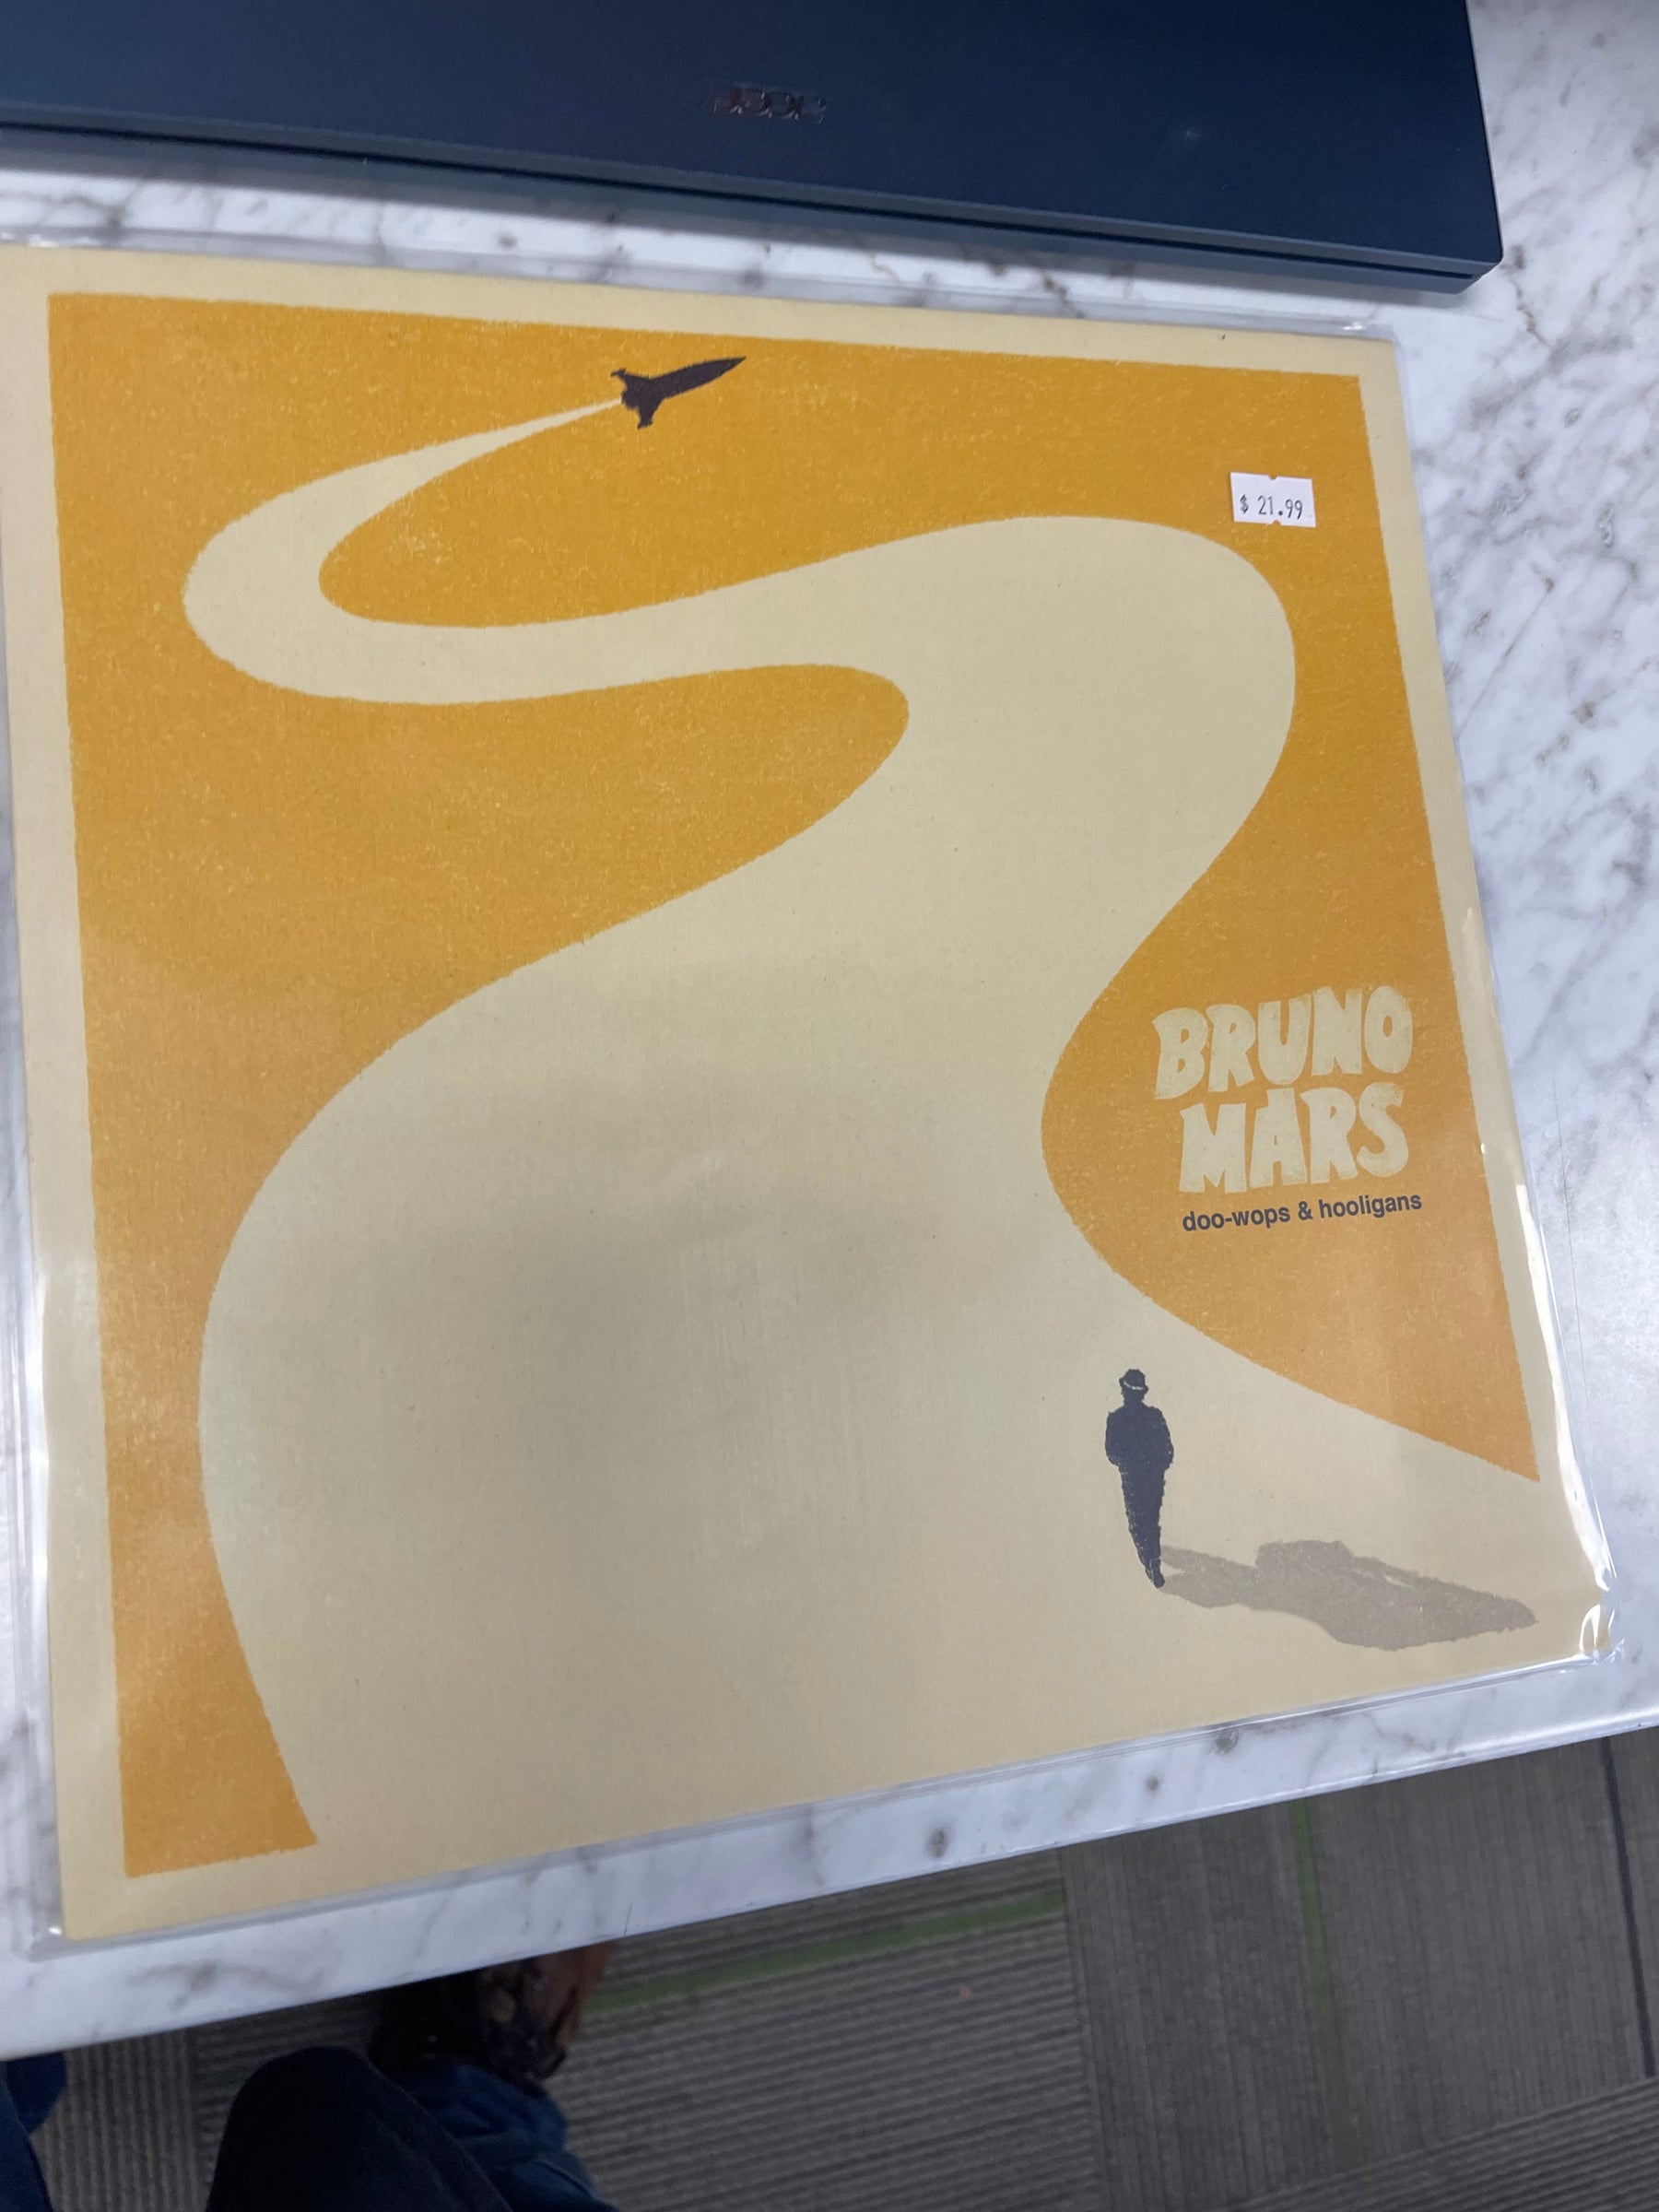 $ 21.99
BRUNO
MARS
doo-wops & hooligans